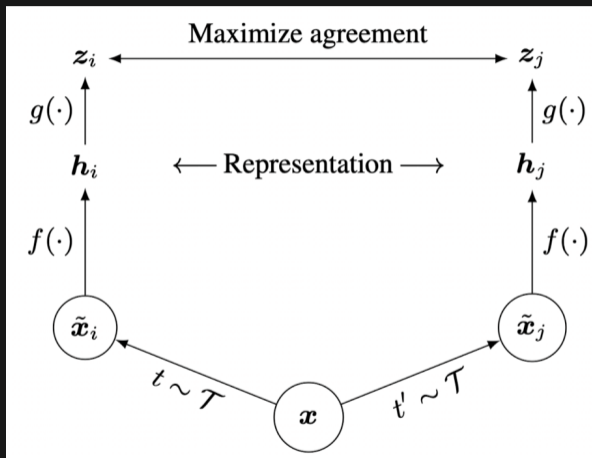 Maximize agreement
z_i z_j
g(·) g(·)
h_i ← Representation → h_j
f(·) f(·)
x̃_i x̃_j
t ∼ 𝒯 t′ ∼ 𝒯
x